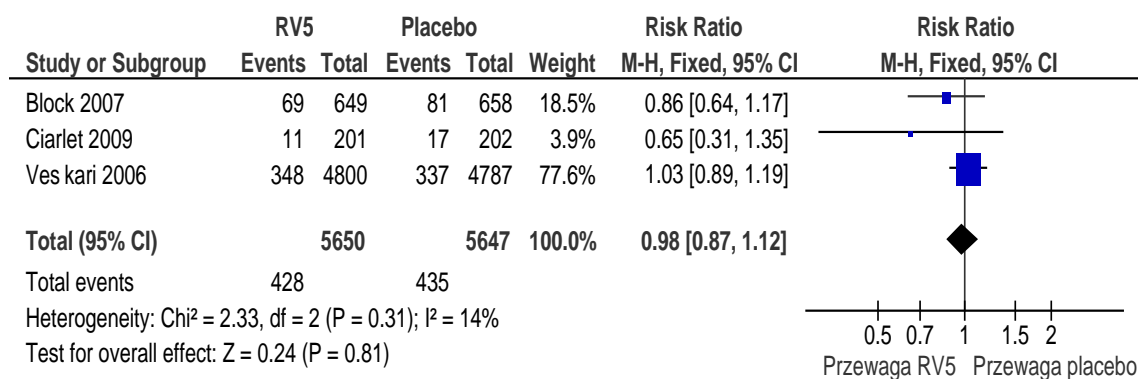 RV5 Placebo Risk Ratio Risk Ratio
Study or Subgroup Events Total Events Total Weight M-H, Fixed, 95% CI M-H, Fixed, 95% CI
Block 2007 69 649 81 658 18.5% 0.86 [0.64, 1.17]
Ciarlet 2009 11 201 17 202 3.9% 0.65 [0.31, 1.35]
Ves kari 2006 348 4800 337 4787 77.6% 1.03 [0.89, 1.19]
Total (95% CI) 5650 5647 100.0% 0.98 [0.87, 1.12]
Total events 428 435
Heterogeneity: Chi² = 2.33, df = 2 (P = 0.31); I² = 14%
Test for overall effect: Z = 0.24 (P = 0.81)
0.5 0.7 1 1.5 2
Przewaga RV5 Przewaga placebo